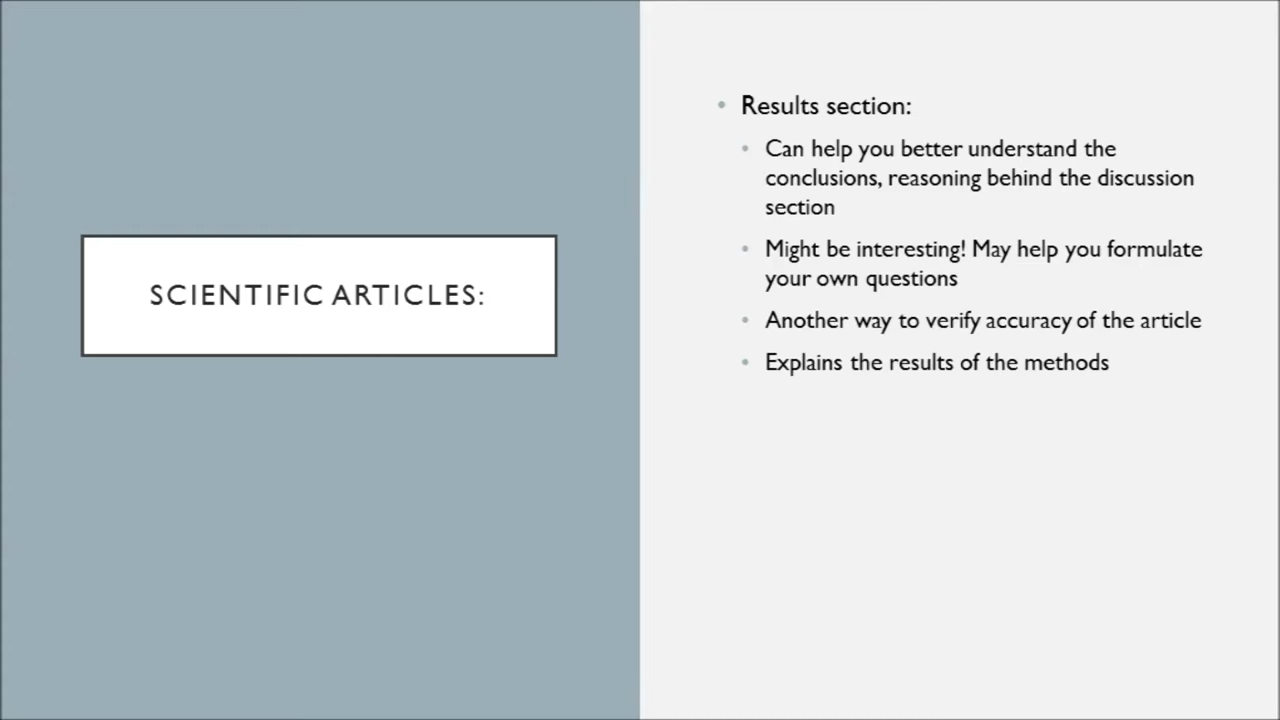 SCIENTIFIC ARTICLES:
• Results section:
• Can help you better understand the
conclusions, reasoning behind the discussion
section
• Might be interesting! May help you formulate
your own questions
• Another way to verify accuracy of the article
• Explains the results of the methods